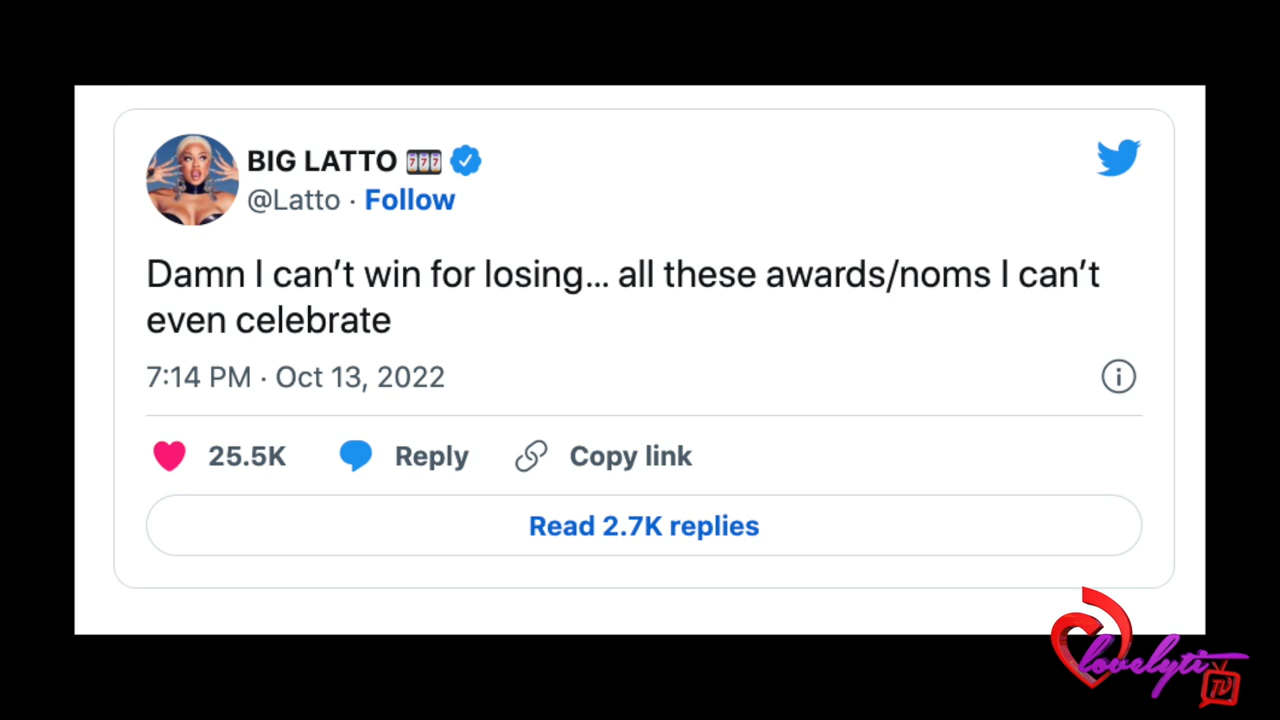 BIG LATTO 🎰
@Latto · Follow
Damn I can’t win for losing... all these awards/noms I can’t
even celebrate
7:14 PM · Oct 13, 2022
25.5K Reply Copy link
Read 2.7K replies
lovelyti
TV